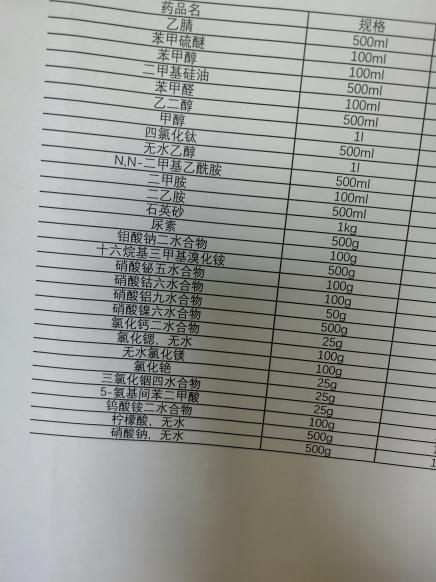 药品名 规格
乙腈 500ml
苯甲硫醚 100ml
苯甲醇 100ml
二甲基硅油 500ml
苯甲醛 100ml
乙二醇 500ml
甲醇 1l
四氯化钛 500ml
无水乙醇 1l
N,N-二甲基乙酰胺 500ml
二甲胺 100ml
二乙胺 500ml
石英砂 1kg
尿素 500g
钼酸钠二水合物 100g
十六烷基三甲基溴化铵 500g
硝酸铋五水合物 100g
硝酸钴六水合物 100g
硝酸铝九水合物 50g
硝酸镍六水合物 500g
氯化钙二水合物 25g
氯化锶，无水 100g
无水氯化镁 100g
氯化铯 25g
三氯化铟四水合物 25g
5-氨基间苯二甲酸 25g
钨酸铵二水合物 100g
柠檬酸，无水 500g
硝酸钠，无水 500g